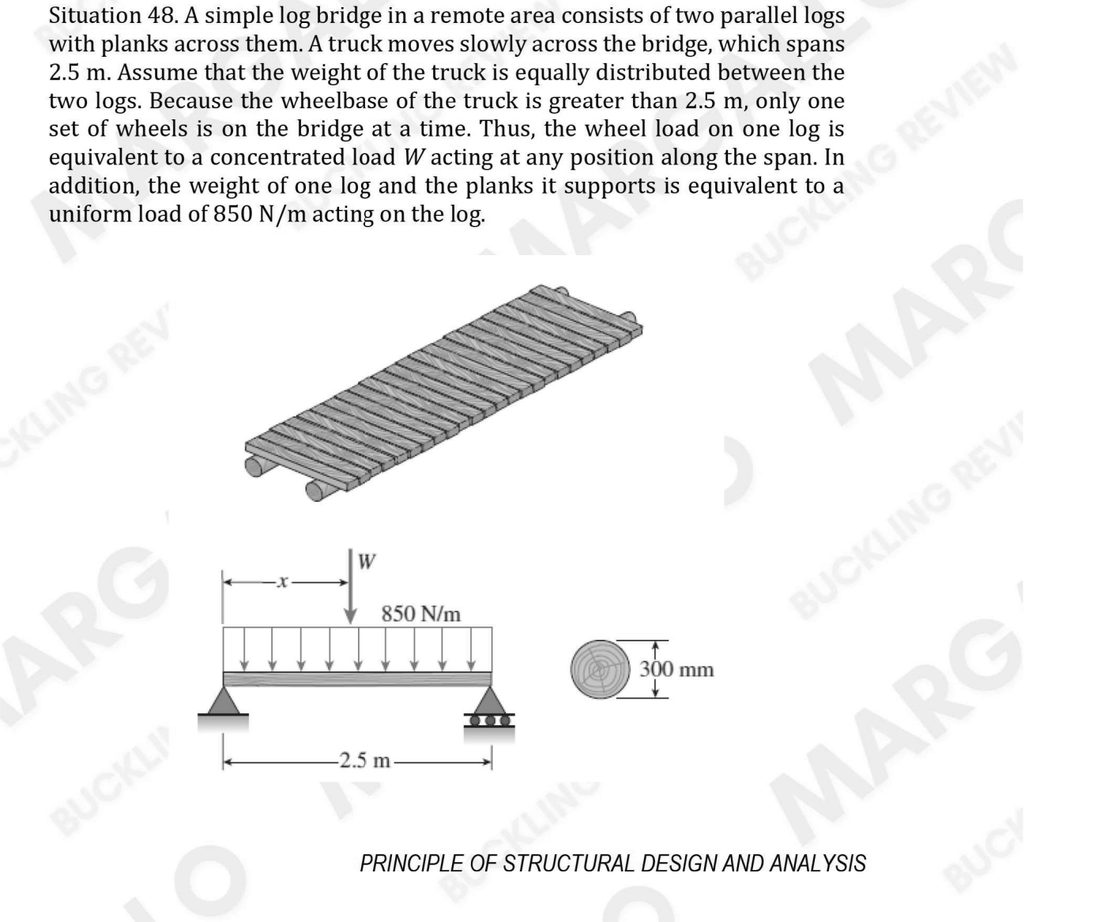 Situation 48. A simple log bridge in a remote area consists of two parallel logs
with planks across them. A truck moves slowly across the bridge, which spans
2.5 m. Assume that the weight of the truck is equally distributed between the
two logs. Because the wheelbase of the truck is greater than 2.5 m, only one
set of wheels is on the bridge at a time. Thus, the wheel load on one log is
equivalent to a concentrated load W acting at any position along the span. In
addition, the weight of one log and the planks it supports is equivalent to a
uniform load of 850 N/m acting on the log.
BUCKLING REVIEW
W
x
850 N/m
300 mm
2.5 m
PRINCIPLE OF STRUCTURAL DESIGN AND ANALYSIS